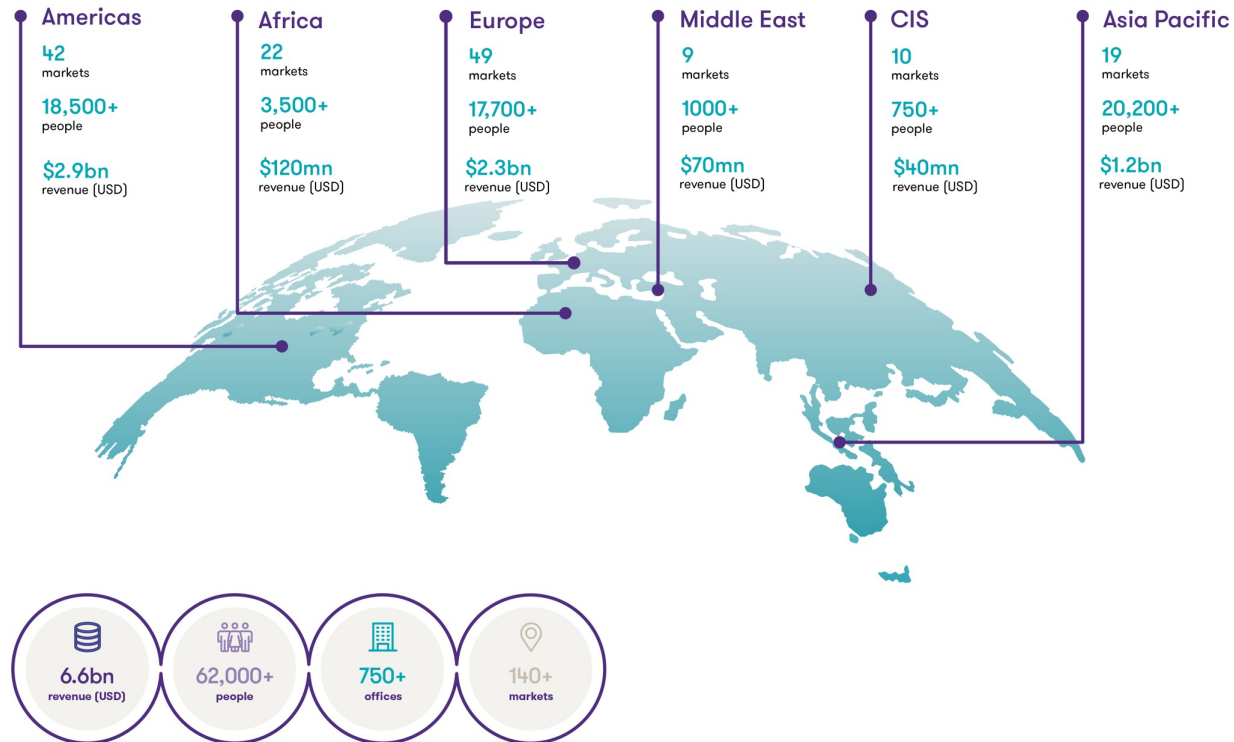 Americas
42
markets
18,500+
people
$2.9bn
revenue (USD)
Africa
22
markets
3,500+
people
$120mn
revenue (USD)
Europe
49
markets
17,700+
people
$2.3bn
revenue (USD)
Middle East
9
markets
1000+
people
$70mn
revenue (USD)
CIS
10
markets
750+
people
$40mn
revenue (USD)
Asia Pacific
19
markets
20,200+
people
$1.2bn
revenue (USD)
6.6bn
revenue (USD)
62,000+
people
750+
offices
140+
markets